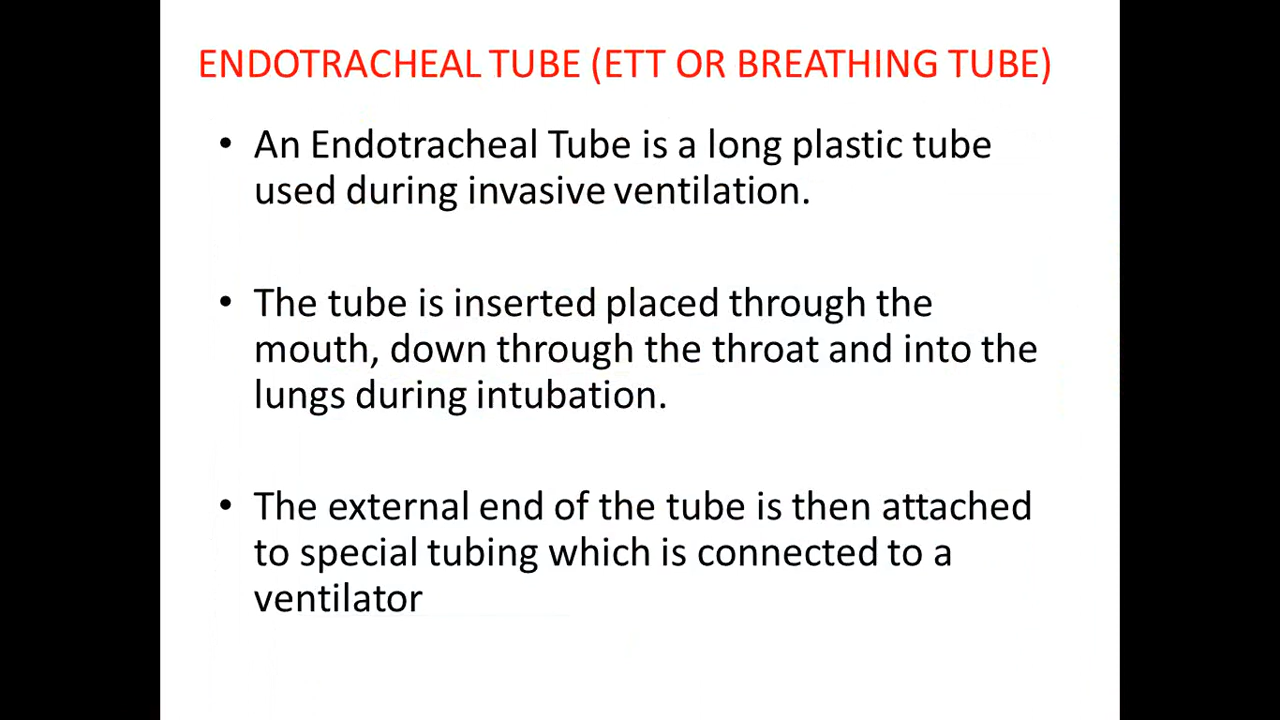 ENDOTRACHEAL TUBE (ETT OR BREATHING TUBE)
• An Endotracheal Tube is a long plastic tube
used during invasive ventilation.
• The tube is inserted placed through the
mouth, down through the throat and into the
lungs during intubation.
• The external end of the tube is then attached
to special tubing which is connected to a
ventilator